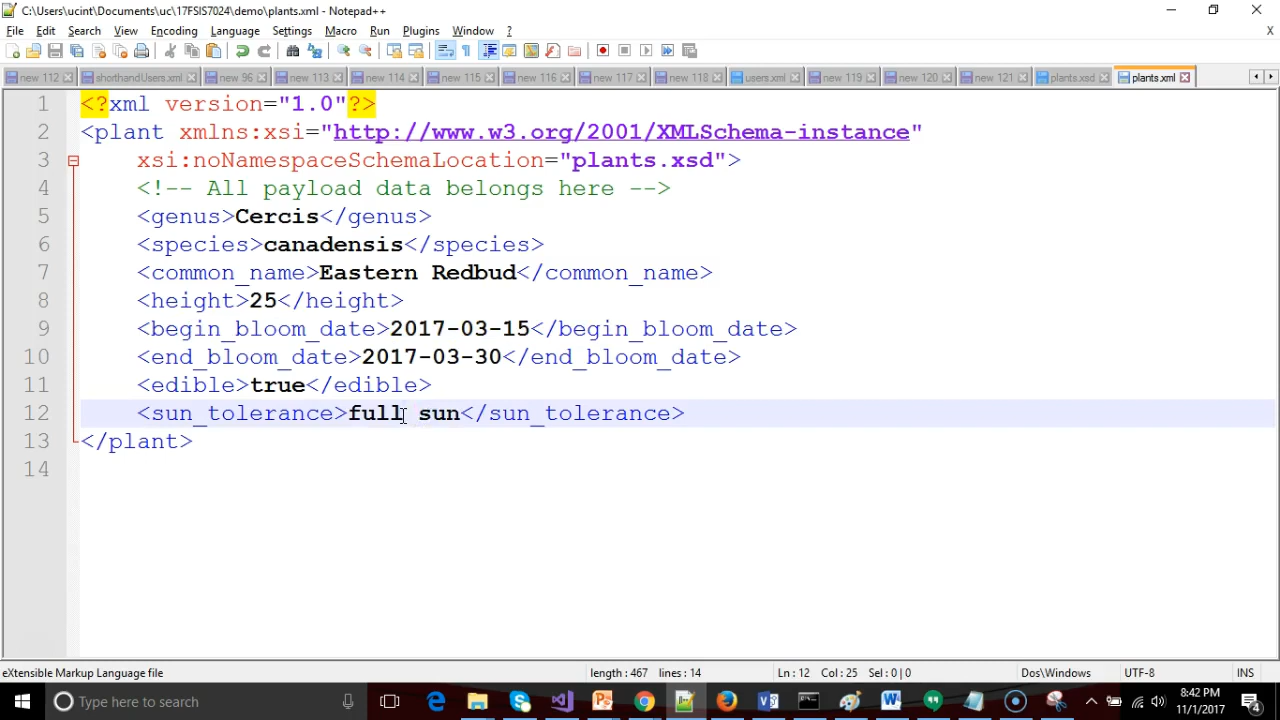 C:\Users\ucint\Documents\uc\17FSIS7024\demo\plants.xml - Notepad++
File Edit Search View Encoding Language Settings Macro Run Plugins Window ? X
new 112 shorthandUsers.xml new 96 new 113 new 114 new 115 new 116 new 117 new 118 users.xml new 119 new 120 new 121 plants.xsd plants.xml
1 <?xml version="1.0"?>
2 <plant xmlns:xsi="http://www.w3.org/2001/XMLSchema-instance"
3 xsi:noNamespaceSchemaLocation="plants.xsd">
4 <!-- All payload data belongs here -->
5 <genus>Cercis</genus>
6 <species>canadensis</species>
7 <common_name>Eastern Redbud</common_name>
8 <height>25</height>
9 <begin_bloom_date>2017-03-15</begin_bloom_date>
10 <end_bloom_date>2017-03-30</end_bloom_date>
11 <edible>true</edible>
12 <sun_tolerance>full sun</sun_tolerance>
13 </plant>
14
eXtensible Markup Language file length : 467 lines : 14 Ln : 12 Col : 25 Sel : 0 | 0 Dos\Windows UTF-8 INS
Type here to search
8:42 PM
11/1/2017
4